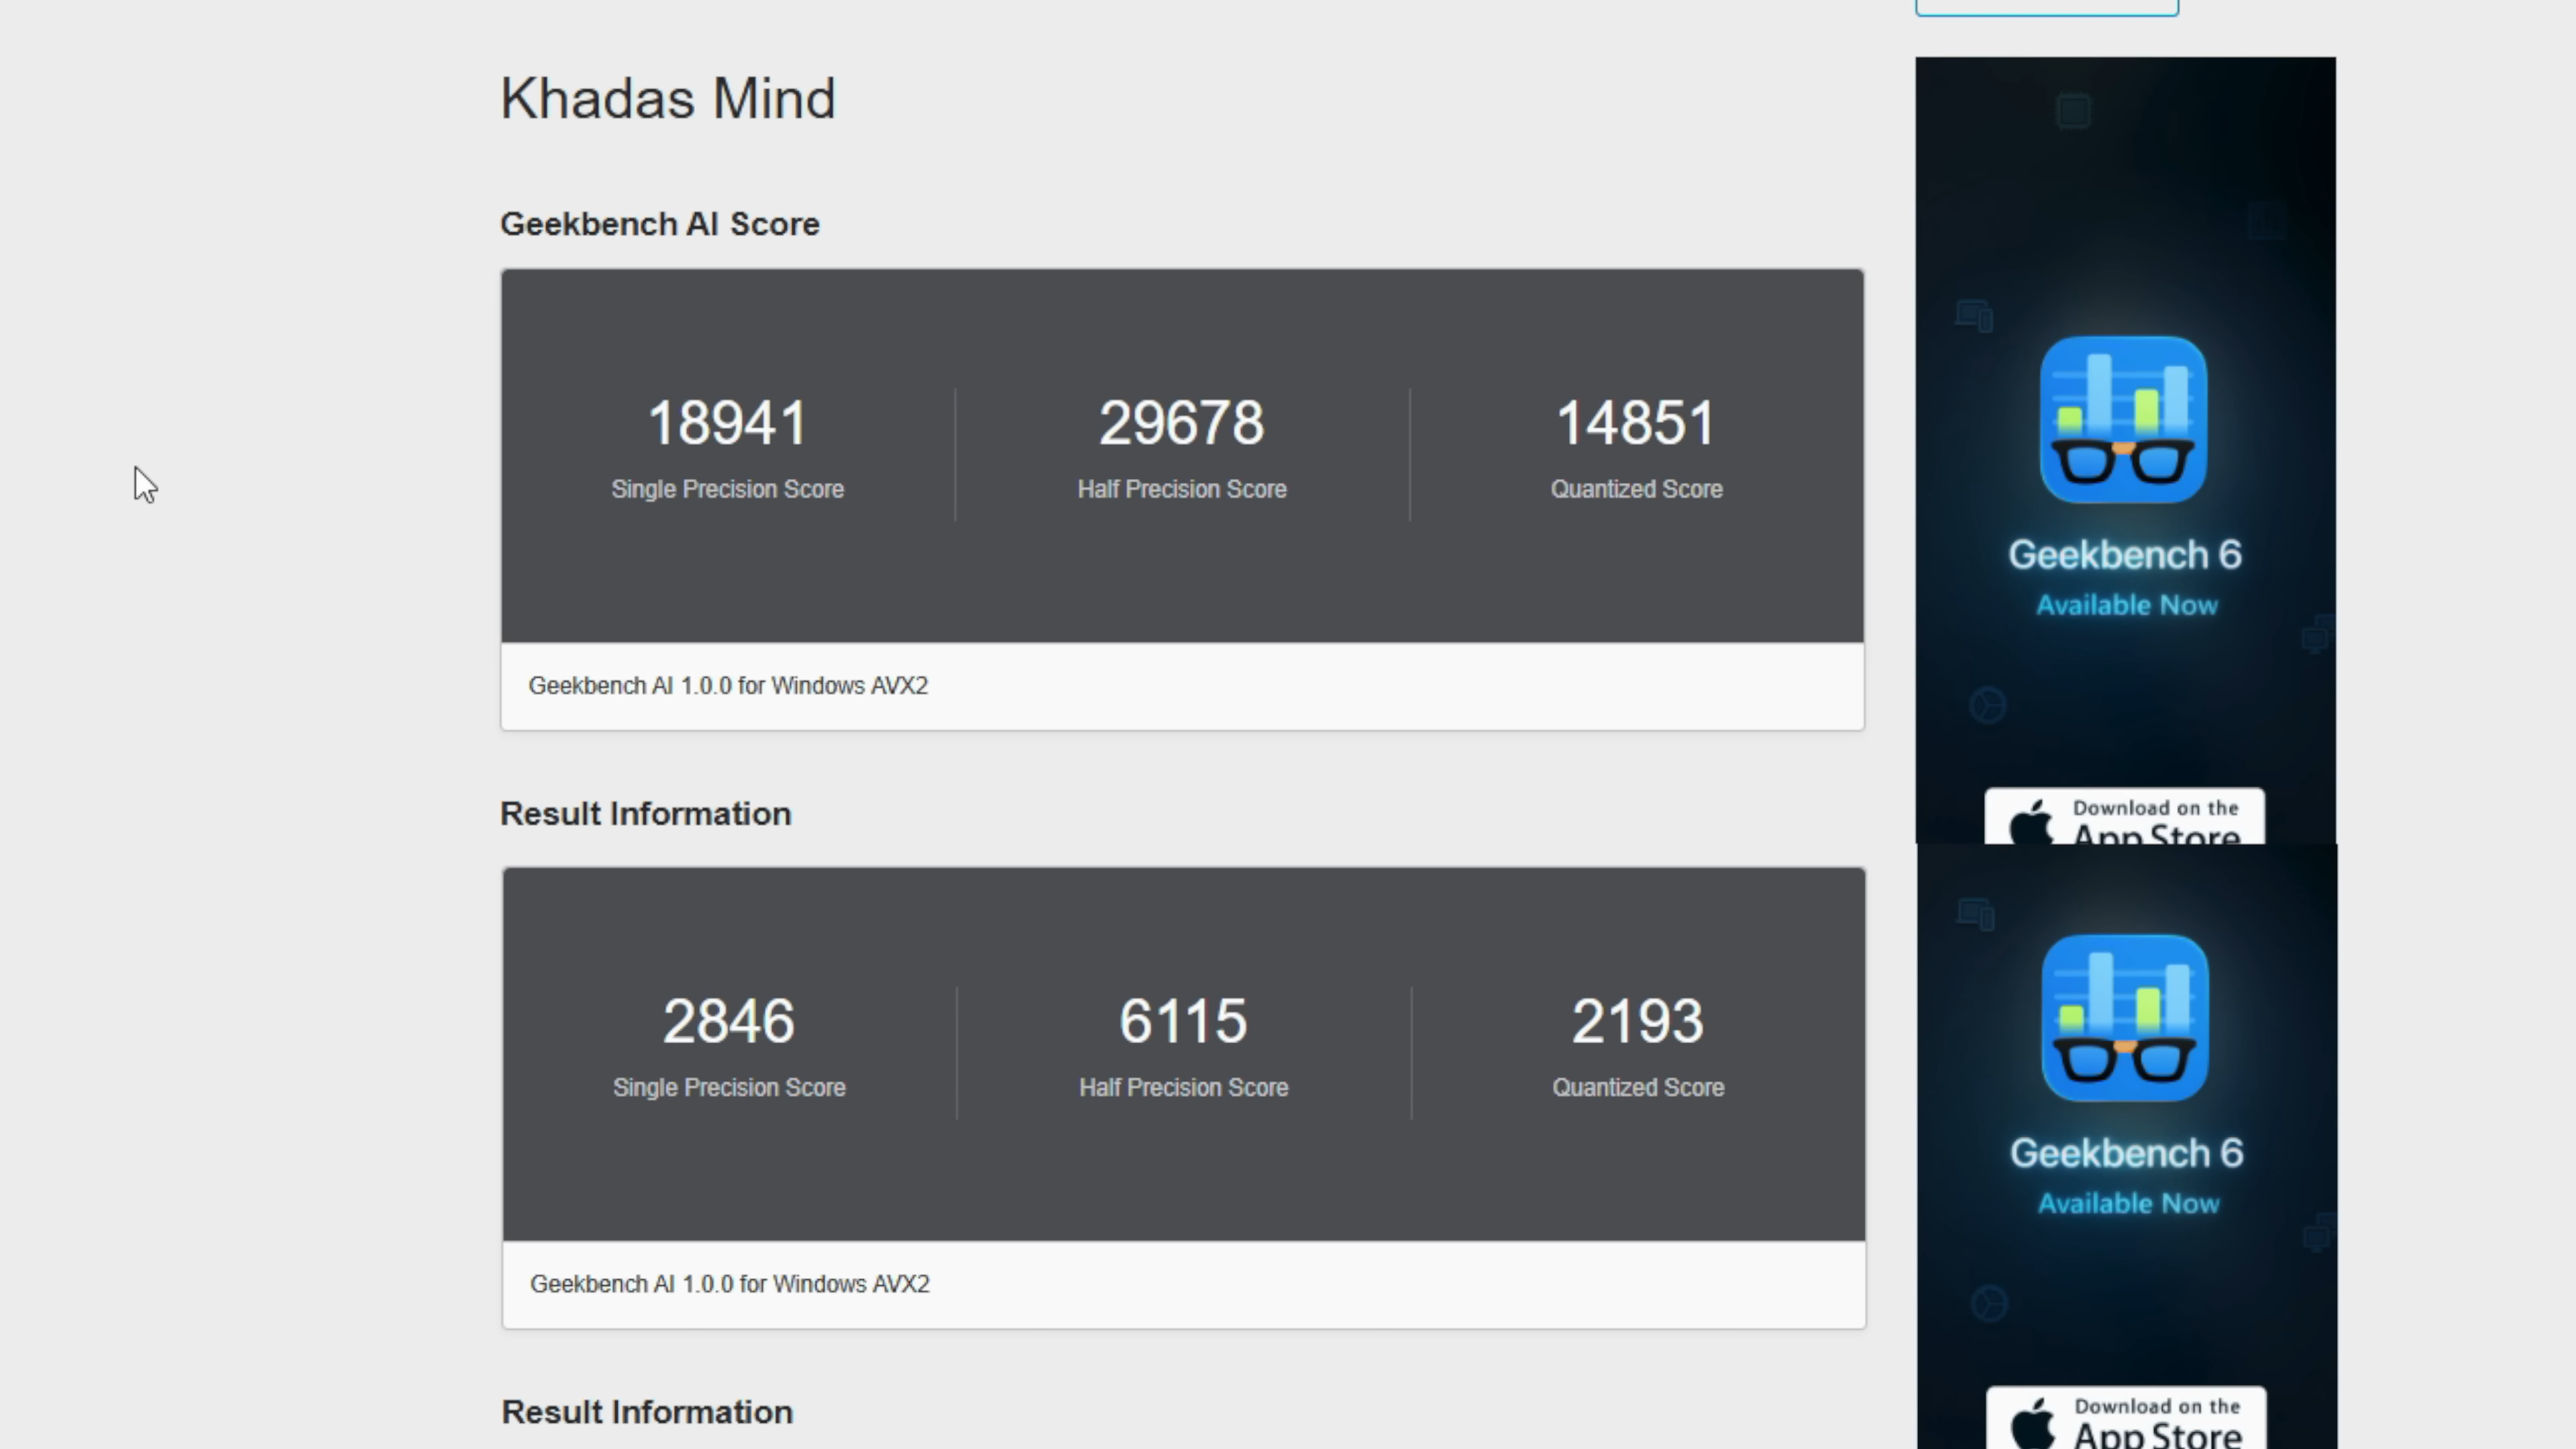 Khadas Mind
Geekbench AI Score
18941
Single Precision Score
29678
Half Precision Score
14851
Quantized Score
Geekbench AI 1.0.0 for Windows AVX2
Result Information
2846
Single Precision Score
6115
Half Precision Score
2193
Quantized Score
Geekbench AI 1.0.0 for Windows AVX2
Result Information
Geekbench 6
Available Now
Download on the
App Store
Geekbench 6
Available Now
Download on the
App Store